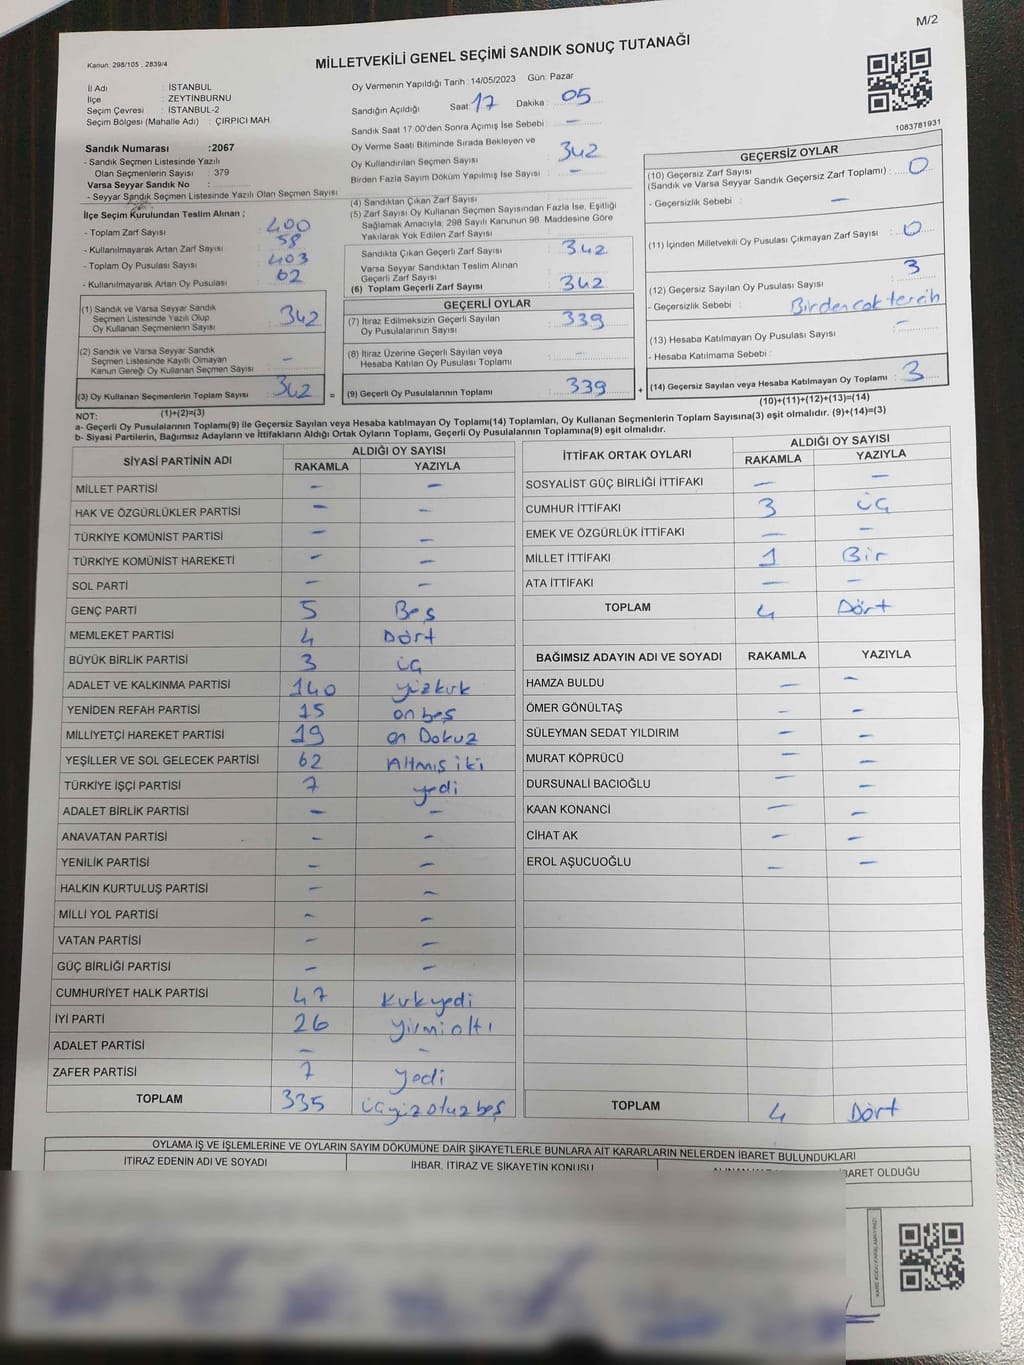 M/2
Kanun: 298/105 , 2839/4
MİLLETVEKİLİ GENEL SEÇİMİ SANDIK SONUÇ TUTANAĞI
İl Adı : İSTANBUL
İlçe : ZEYTİNBURNU
Seçim Çevresi : İSTANBUL-2
Seçim Bölgesi (Mahalle Adı) : ÇIRPICI MAH.
Sandık Numarası :2067
- Sandık Seçmen Listesinde Yazılı
Olan Seçmenlerin Sayısı : 379
Varsa Seyyar Sandık No :
- Seyyar Sandık Seçmen Listesinde Yazılı Olan Seçmen Sayısı :
İlçe Seçim Kurulundan Teslim Alınan ;
- Toplam Zarf Sayısı : 400
- Kullanılmayarak Artan Zarf Sayısı : 58
- Toplam Oy Pusulası Sayısı : 403
- Kullanılmayarak Artan Oy Pusulası : 62
(1) Sandık ve Varsa Seyyar Sandık
Seçmen Listesinde Yazılı Olup
Oy Kullanan Seçmenlerin Sayısı : 342
(2) Sandık ve Varsa Seyyar Sandık
Seçmen Listesinde Kayıtlı Olmayan
Kanun Gereği Oy Kullanan Seçmen Sayısı : -
(3) Oy Kullanan Seçmenlerin Toplam Sayısı : 342
(1)+(2)=(3)
Oy Vermenin Yapıldığı Tarih : 14/05/2023 Gün: Pazar
Sandığın Açıldığı Saat: 17 Dakika : 05
Sandık Saat 17:00'den Sonra Açımış İse Sebebi : -
Oy Verme Saati Bitiminde Sırada Bekleyen ve
Oy Kullandırılan Seçmen Sayısı : 342
Birden Fazla Sayım Döküm Yapılmış İse Sayısı : -
(4) Sandıktan Çıkan Zarf Sayısı :
(5) Zarf Sayısı Oy Kullanan Seçmen Sayısından Fazla İse, Eşitliği
Sağlamak Amacıyla; 298 Sayılı Kanunun 98. Maddesine Göre
Yakılarak Yok Edilen Zarf Sayısı :
Sandıkta Çıkan Geçerli Zarf Sayısı : 342
Varsa Seyyar Sandıktan Teslim Alınan
Geçerli Zarf Sayısı :
(6) Toplam Geçerli Zarf Sayısı : 342
GEÇERLİ OYLAR
(7) İtiraz Edilmeksizin Geçerli Sayılan
Oy Pusulalarının Sayısı : 339
(8) İtiraz Üzerine Geçerli Sayılan veya
Hesaba Katılan Oy Pusulası Toplamı : -
= (9) Geçerli Oy Pusulalarının Toplamı : 339 +
1083781931
GEÇERSİZ OYLAR
(10) Geçersiz Zarf Sayısı
(Sandık ve Varsa Seyyar Sandık Geçersiz Zarf Toplamı) : 0
- Geçersizlik Sebebi : -
(11) İçinden Milletvekili Oy Pusulası Çıkmayan Zarf Sayısı : 0
(12) Geçersiz Sayılan Oy Pusulası Sayısı : 3
- Geçersizlik Sebebi : Birden cok tercih
(13) Hesaba Katılmayan Oy Pusulası Sayısı : -
- Hesaba Katılmama Sebebi :
(14) Geçersiz Sayılan veya Hesaba Katılmayan Oy Toplamı : 3
(10)+(11)+(12)+(13)=(14)
NOT:
a- Geçerli Oy Pusulalarının Toplamı(9) ile Geçersiz Sayılan veya Hesaba katılmayan Oy Toplamı(14) Toplamları, Oy Kullanan Seçmenlerin Toplam Sayısına(3) eşit olmalıdır. (9)+(14)=(3)
b- Siyasi Partilerin, Bağımsız Adayların ve İttifakların Aldığı Ortak Oyların Toplamı, Geçerli Oy Pusulalarının Toplamına(9) eşit olmalıdır.
SİYASİ PARTİNİN ADI ALDIĞI OY SAYISI
RAKAMLA YAZIYLA
MİLLET PARTİSİ - -
HAK VE ÖZGÜRLÜKLER PARTİSİ - -
TÜRKİYE KOMÜNİST PARTİSİ - -
TÜRKİYE KOMÜNİST HAREKETİ - -
SOL PARTİ - -
GENÇ PARTİ 5 Beş
MEMLEKET PARTİSİ 4 Dört
BÜYÜK BİRLİK PARTİSİ 3 üç
ADALET VE KALKINMA PARTİSİ 140 yüzkırk
YENİDEN REFAH PARTİSİ 15 on beş
MİLLİYETÇİ HAREKET PARTİSİ 19 on Dokuz
YEŞİLLER VE SOL GELECEK PARTİSİ 62 Altmış iki
TÜRKİYE İŞÇİ PARTİSİ 7 yedi
ADALET BİRLİK PARTİSİ - -
ANAVATAN PARTİSİ - -
YENİLİK PARTİSİ - -
HALKIN KURTULUŞ PARTİSİ - -
MİLLİ YOL PARTİSİ - -
VATAN PARTİSİ - -
GÜÇ BİRLİĞİ PARTİSİ - -
CUMHURİYET HALK PARTİSİ 47 Kırkyedi
İYİ PARTİ 26 yirmialtı
ADALET PARTİSİ - -
ZAFER PARTİSİ 7 yedi
TOPLAM 335 üçyüzotuzbeş
İTTİFAK ORTAK OYLARI ALDIĞI OY SAYISI
RAKAMLA YAZIYLA
SOSYALİST GÜÇ BİRLİĞİ İTTİFAKI - -
CUMHUR İTTİFAKI 3 üç
EMEK VE ÖZGÜRLÜK İTTİFAKI - -
MİLLET İTTİFAKI 1 Bir
ATA İTTİFAKI - -
TOPLAM 4 Dört
BAĞIMSIZ ADAYIN ADI VE SOYADI RAKAMLA YAZIYLA
HAMZA BULDU - -
ÖMER GÖNÜLTAŞ - -
SÜLEYMAN SEDAT YILDIRIM - -
MURAT KÖPRÜCÜ - -
DURSUNALİ BACIOĞLU - -
KAAN KONANCİ - -
CİHAT AK - -
EROL AŞUCUOĞLU - -
TOPLAM 4 Dört
OYLAMA İŞ VE İŞLEMLERİNE VE OYLARIN SAYIM DÖKÜMÜNE DAİR ŞİKAYETLERLE BUNLARA AİT KARARLARIN NELERDEN İBARET BULUNDUKLARI
İTİRAZ EDENİN ADI VE SOYADI İHBAR, İTİRAZ VE ŞİKAYETİN KONUSU İBARET OLDUĞU